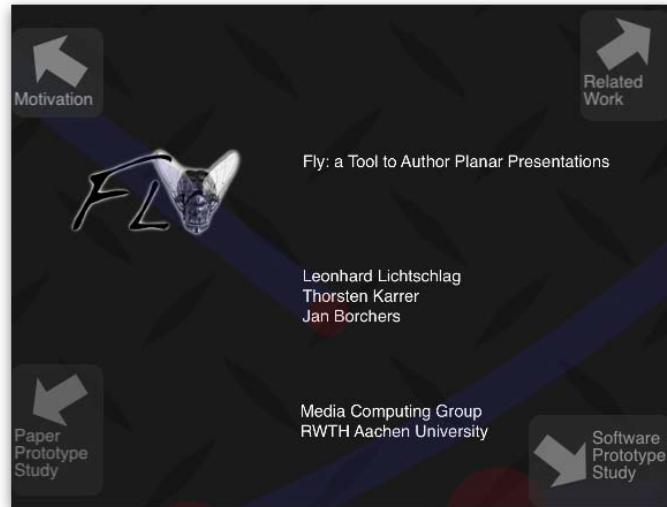 Motivation
Related
Work
FLY
Fly: a Tool to Author Planar Presentations
Leonhard Lichtschlag
Thorsten Karrer
Jan Borchers
Media Computing Group
RWTH Aachen University
Paper
Prototype
Study
Software
Prototype
Study